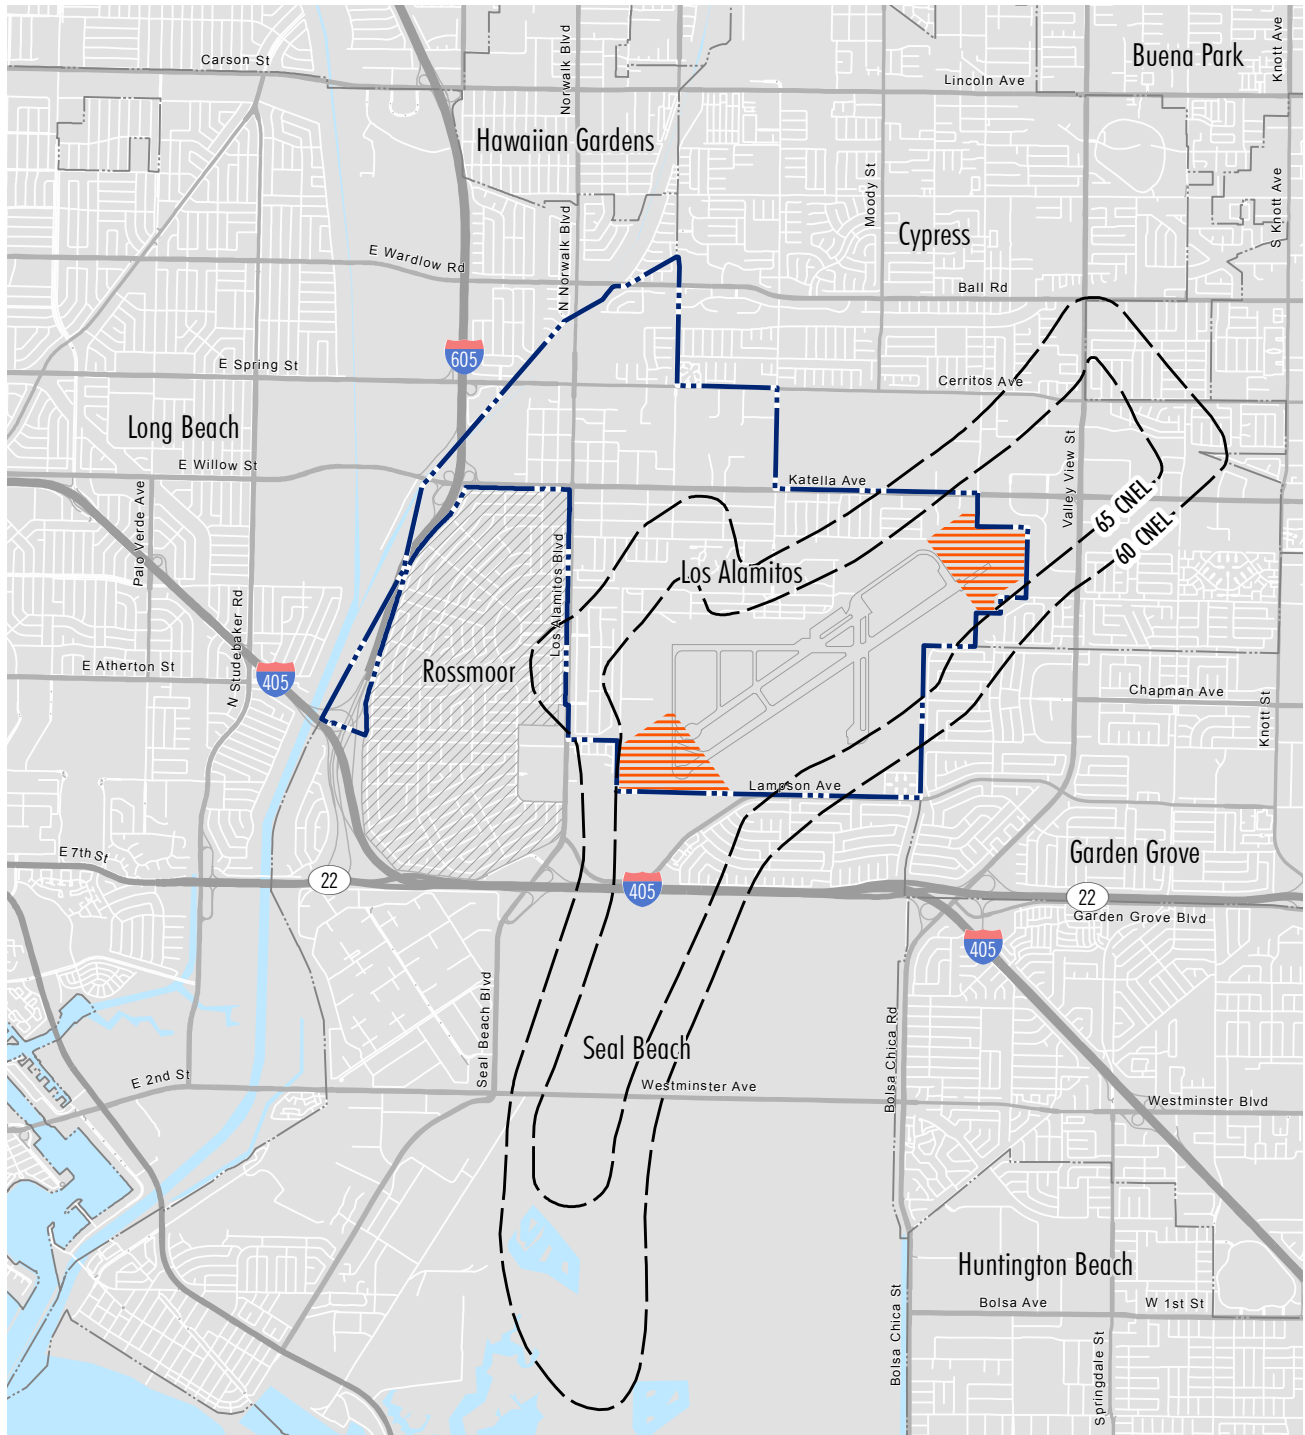 Carson St
Norwalk Blvd
Buena Park
Knott Ave
Lincoln Ave
Hawaiian Gardens
Moody St
S Knott Ave
N Norwalk Blvd
Cypress
E Wardlow Rd
Ball Rd
605
E Spring St
Cerritos Ave
Long Beach
E Willow St
Katella Ave
Valley View St
Palo Verde Ave
65 CNEL
60 CNEL
Los Alamitos Blvd
Los Alamitos
N Studebaker Rd
E Atherton St
405
Rossmoor
Chapman Ave
Knott St
Lampson Ave
E 7th St
Garden Grove
22
405
22
Garden Grove Blvd
405
Seal Beach Blvd
Seal Beach
Bolsa Chica Rd
E 2nd St
Westminster Ave
Westminster Blvd
Huntington Beach
Bolsa Chica St
Bolsa Ave
W 1st St
Springdale St